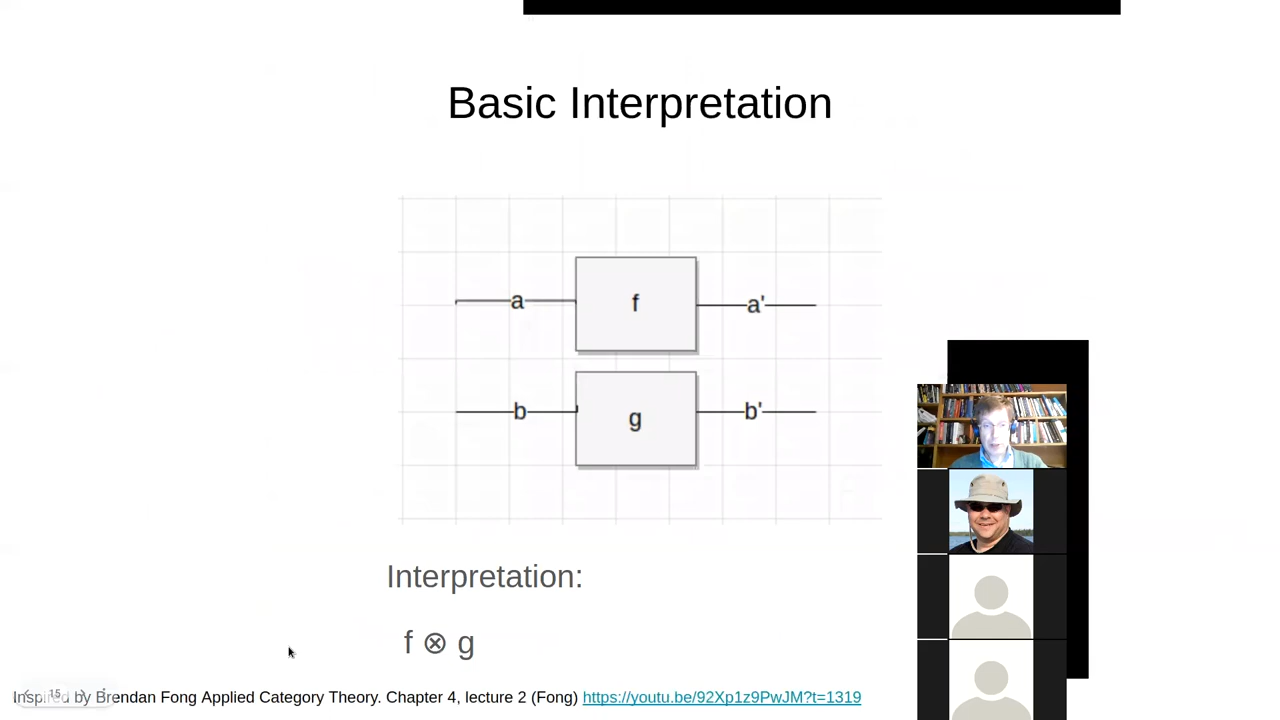 Basic Interpretation
a f a'
b g b'
Interpretation:
f ⊗ g
15
Inspired by Brendan Fong Applied Category Theory. Chapter 4, lecture 2 (Fong) https://youtu.be/92Xp1z9PwJM?t=1319